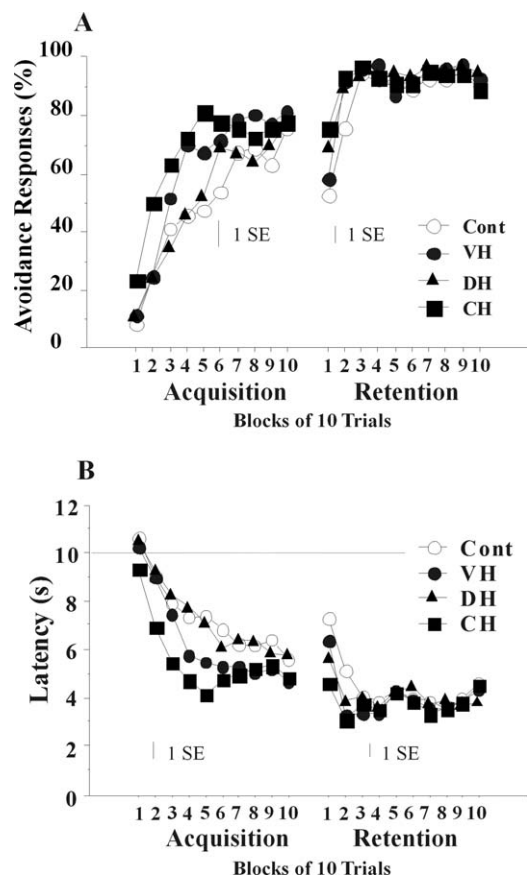 A
Avoidance Responses (%)
100
80
60
40
20
0
1 SE
1 SE
Cont
VH
DH
CH
1 2 3 4 5 6 7 8 9 10
1 2 3 4 5 6 7 8 9 10
Acquisition
Retention
Blocks of 10 Trials
B
Latency (s)
12
10
8
6
4
2
0
Cont
VH
DH
CH
1 SE
1 SE
1 2 3 4 5 6 7 8 9 10
1 2 3 4 5 6 7 8 9 10
Acquisition
Retention
Blocks of 10 Trials